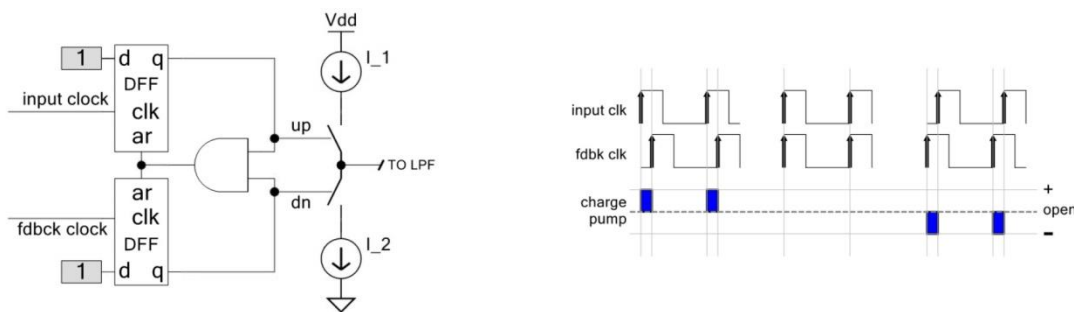 Vdd
1
d q
DFF
clk
ar
input clock
I_1
up
TO LPF
dn
ar
clk
DFF
d q
fdbck clock
1
I_2
input clk
fdbk clk
charge
pump
+
open
-